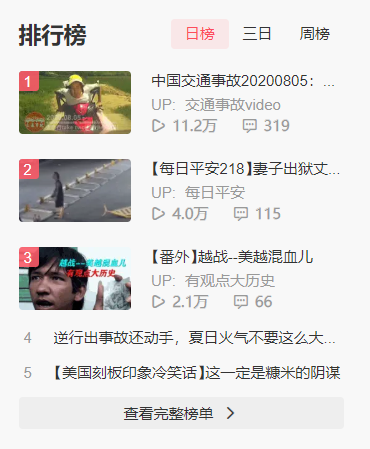 排行榜
日榜 三日 周榜
1
2020.08.05
中国交通事故20200805：...
UP: 交通事故video
11.2万 319
2
【每日平安218】妻子出狱丈...
UP: 每日平安
4.0万 115
3
越战--美越混血儿
有观点大历史
【番外】越战--美越混血儿
UP: 有观点大历史
2.1万 66
4 逆行出事故还动手，夏日火气不要这么大...
5 【美国刻板印象冷笑话】这一定是糠米的阴谋
查看完整榜单